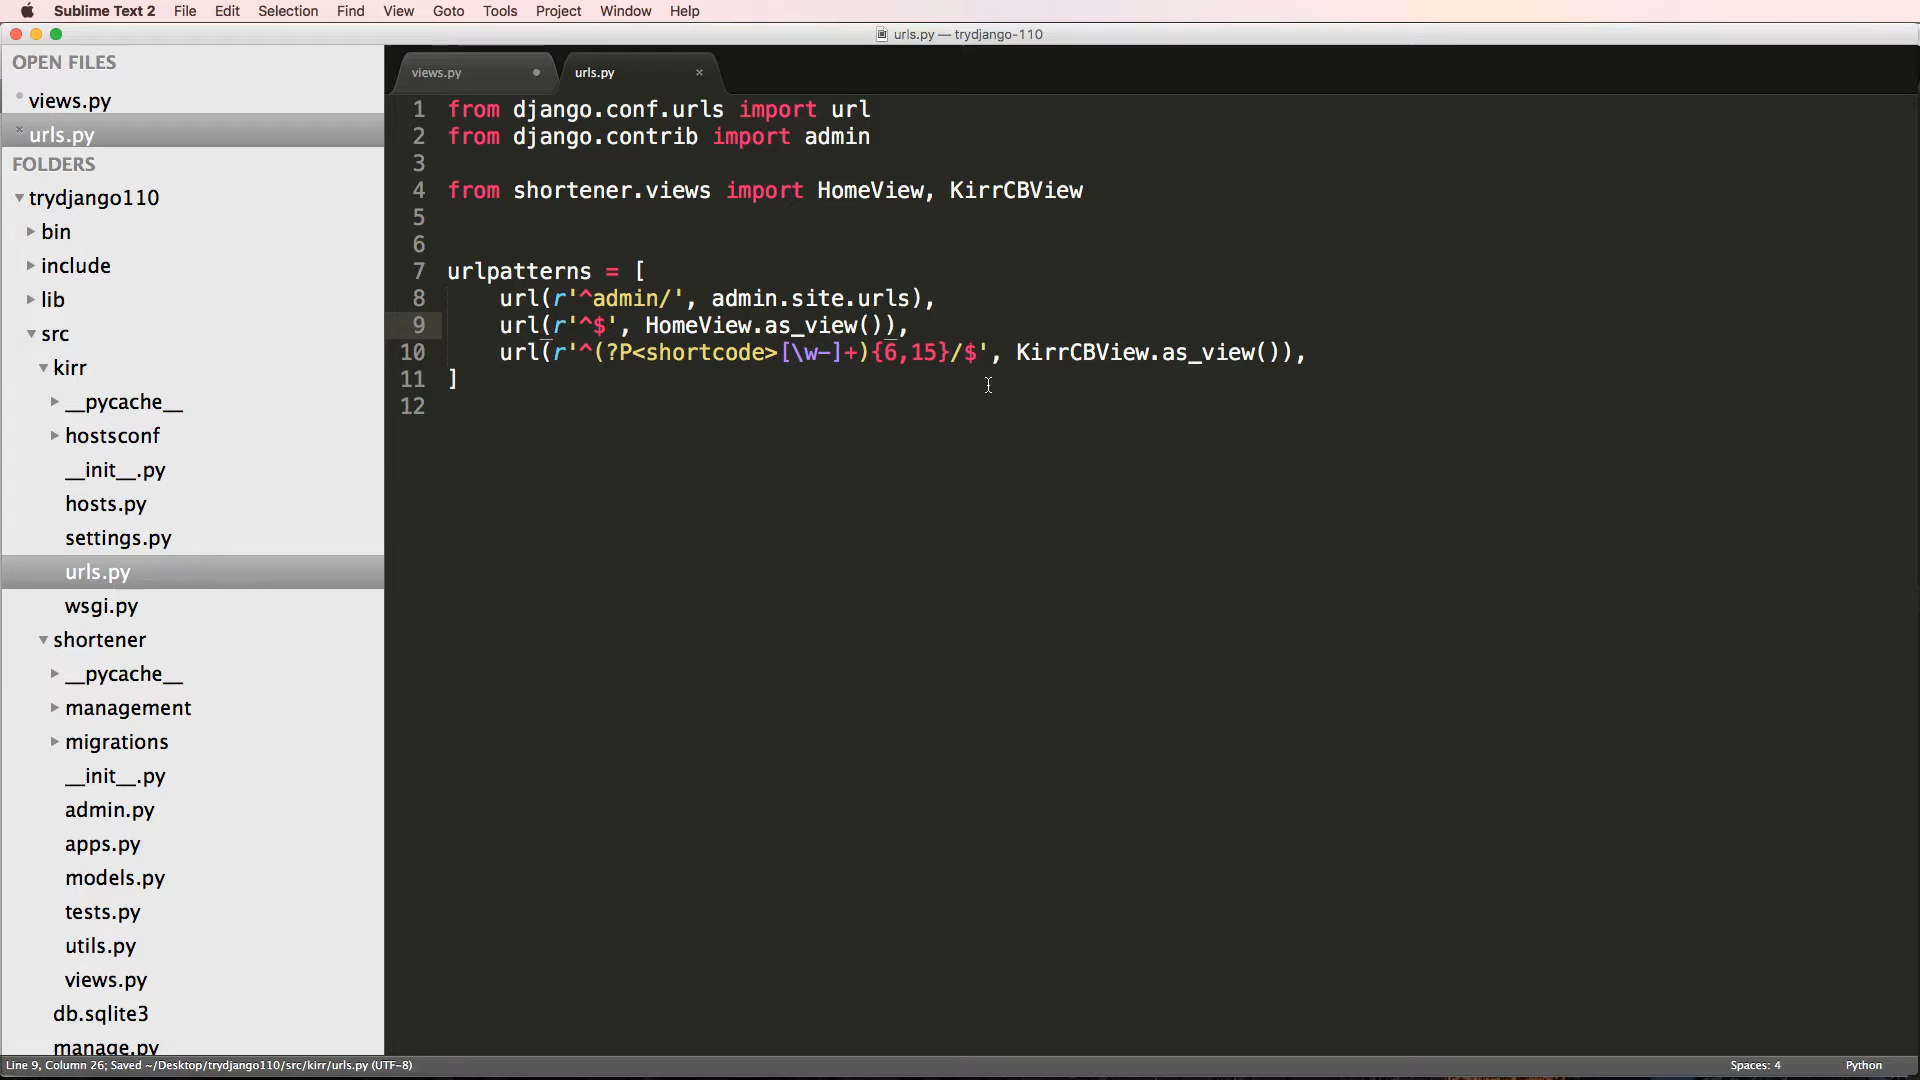 Sublime Text 2 File Edit Selection Find View Goto Tools Project Window Help
urls.py — trydjango-110
OPEN FILES
views.py
urls.py
FOLDERS
trydjango110
bin
include
lib
src
kirr
__pycache__
hostsconf
__init__.py
hosts.py
settings.py
urls.py
wsgi.py
shortener
__pycache__
management
migrations
__init__.py
admin.py
apps.py
models.py
tests.py
utils.py
views.py
db.sqlite3
manage.py
views.py urls.py ×
1 from django.conf.urls import url
2 from django.contrib import admin
3
4 from shortener.views import HomeView, KirrCBView
5
6
7 urlpatterns = [
8     url(r'^admin/', admin.site.urls),
9     url(r'^$', HomeView.as_view()),
10     url(r'^(?P<shortcode>[\w-]+){6,15}/$', KirrCBView.as_view()),
11 ]
12
Line 9, Column 26; Saved ~/Desktop/trydjango110/src/kirr/urls.py (UTF-8) Spaces: 4 Python